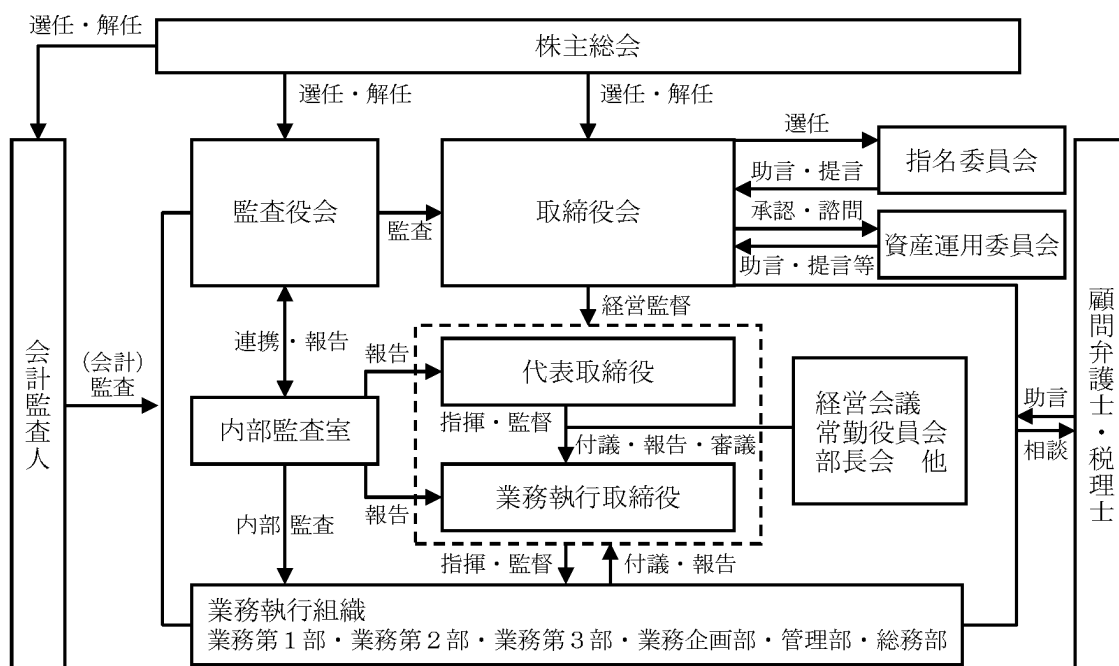 選任・解任
株主総会
選任・解任
選任・解任
選任
指名委員会
助言・提言
監査役会
監査
取締役会
承認・諮問
資産運用委員会
助言・提言等
経営監督
連携・報告
報告
代表取締役
会計監査人
(会計)
監査
内部監査室
指揮・監督
付議・報告・審議
経営会議
常勤役員会
部長会 他
助言
相談
顧問弁護士・税理士
報告
業務執行取締役
内部監査
指揮・監督
付議・報告
業務執行組織
業務第1部・業務第2部・業務第3部・業務企画部・管理部・総務部